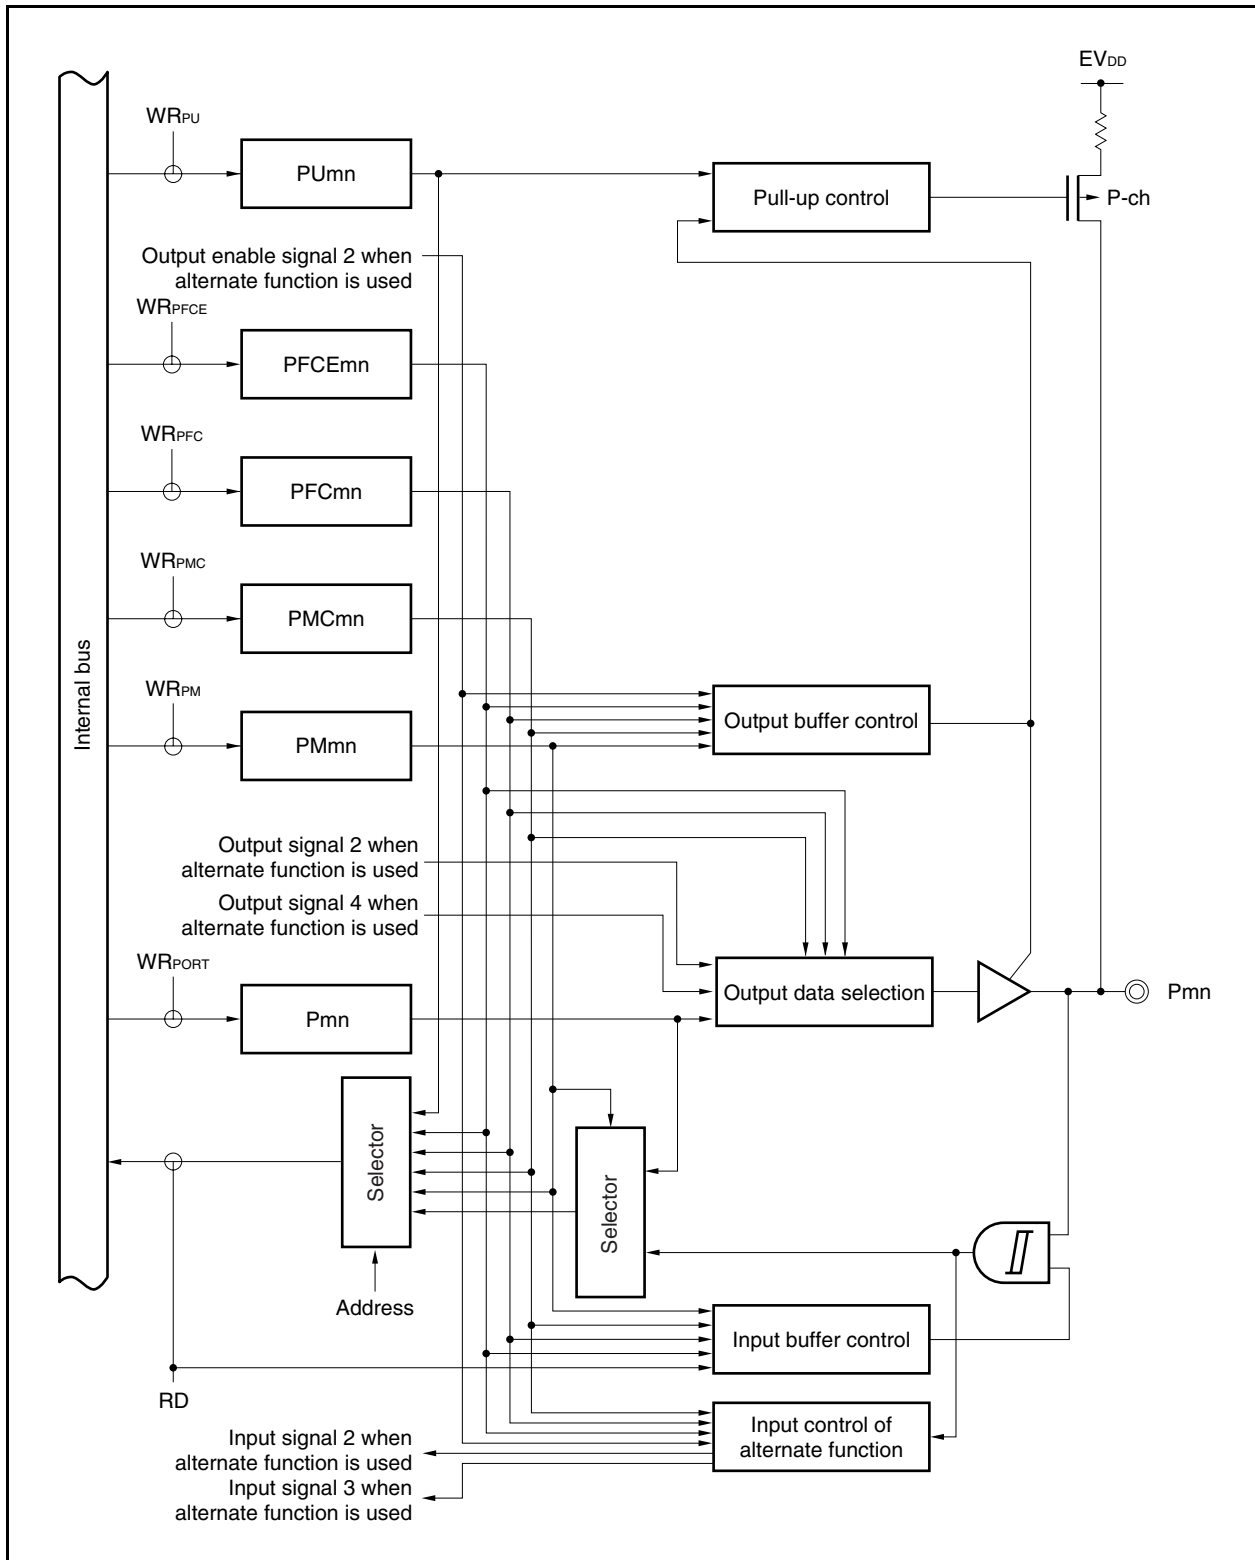 EVDD
WRPU
PUmn
Pull-up control
P-ch
Output enable signal 2 when
alternate function is used
WRPFCE
PFCEmn
WRPFC
PFCmn
WRPMC
PMCmn
Internal bus
WRPM
PMmn
Output buffer control
Output signal 2 when
alternate function is used
Output signal 4 when
alternate function is used
WRPORT
Pmn
Output data selection
Pmn
Selector
Selector
Address
Input buffer control
RD
Input control of
alternate function
Input signal 2 when
alternate function is used
Input signal 3 when
alternate function is used